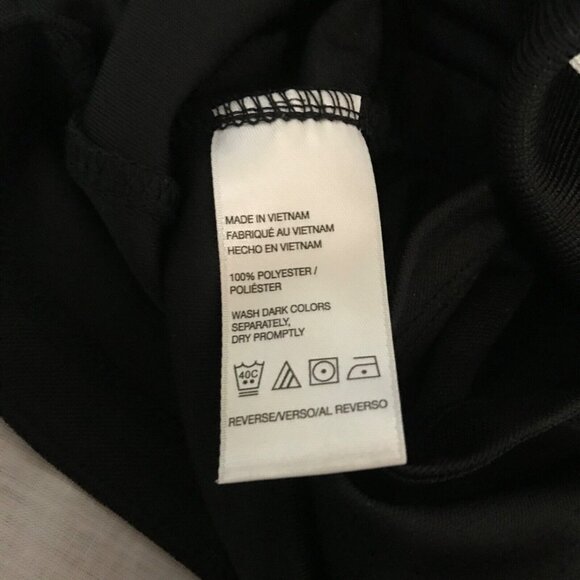 MADE IN VIETNAM
FABRIQUÉ AU VIETNAM
HECHO EN VIETNAM
100% POLYESTER /
POLIÉSTER
WASH DARK COLORS
SEPARATELY,
DRY PROMPTLY
40C
REVERSE/VERSO/AL REVERSO